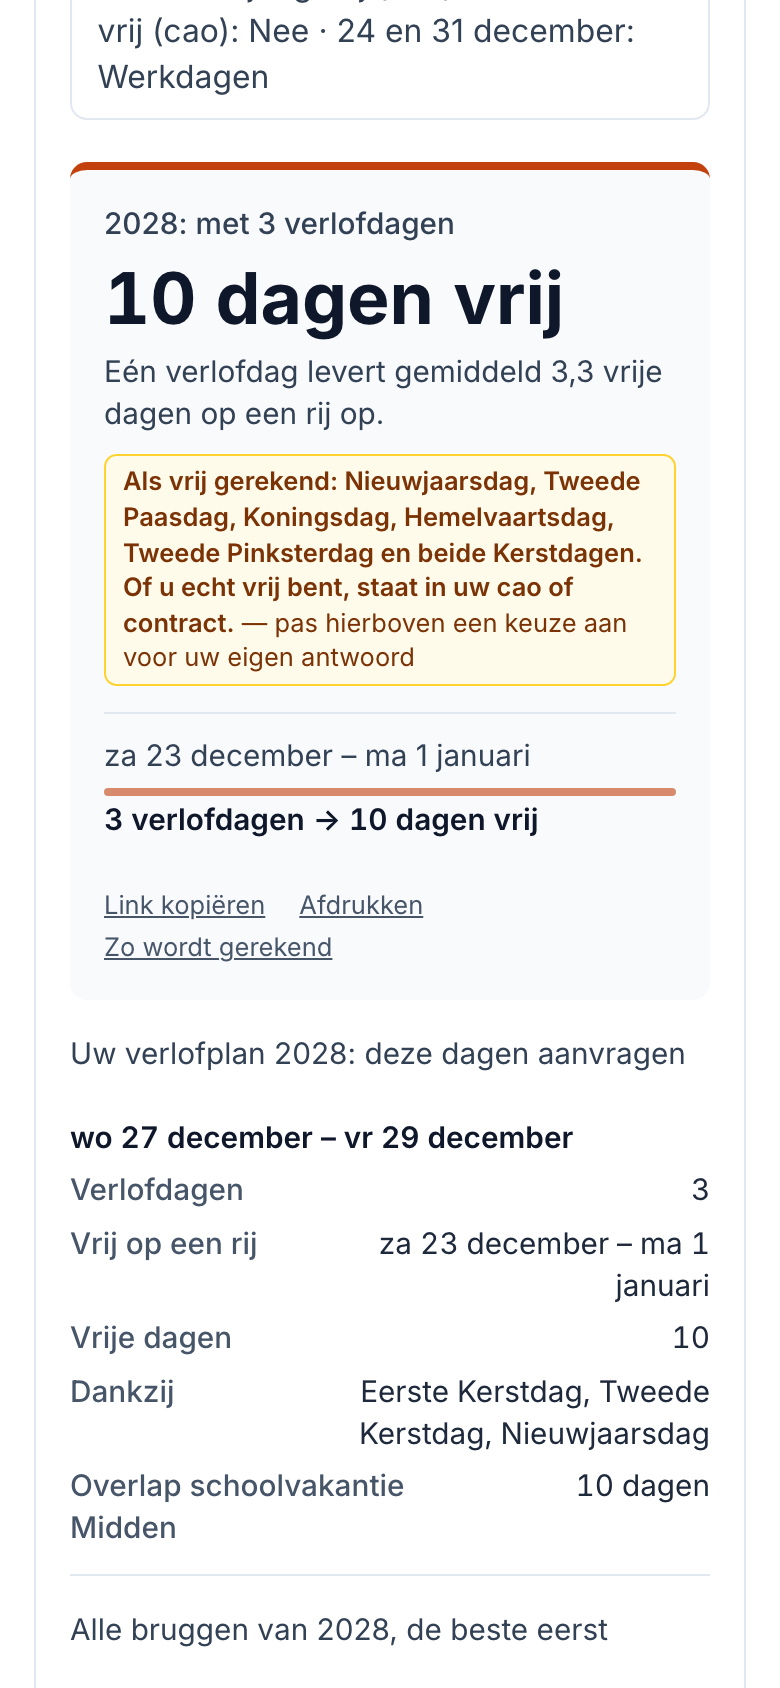 vrij (cao): Nee · 24 en 31 december:
Werkdagen
2028: met 3 verlofdagen
10 dagen vrij
Eén verlofdag levert gemiddeld 3,3 vrije
dagen op een rij op.
Als vrij gerekend: Nieuwjaarsdag, Tweede
Paasdag, Koningsdag, Hemelvaartsdag,
Tweede Pinksterdag en beide Kerstdagen.
Of u echt vrij bent, staat in uw cao of
contract. — pas hierboven een keuze aan
voor uw eigen antwoord
za 23 december – ma 1 januari
3 verlofdagen → 10 dagen vrij
Link kopiëren Afdrukken
Zo wordt gerekend
Uw verlofplan 2028: deze dagen aanvragen
wo 27 december – vr 29 december
Verlofdagen 3
Vrij op een rij za 23 december – ma 1
januari
Vrije dagen 10
Dankzij Eerste Kerstdag, Tweede
Kerstdag, Nieuwjaarsdag
Overlap schoolvakantie 10 dagen
Midden
Alle bruggen van 2028, de beste eerst